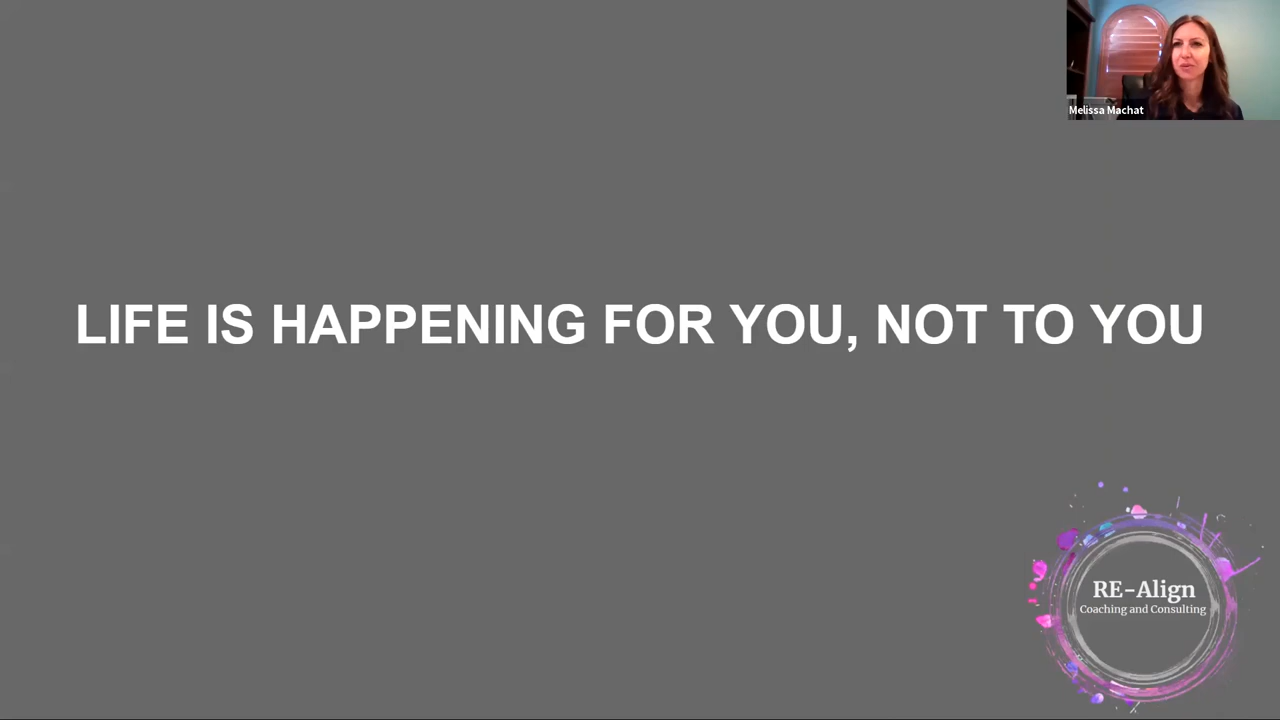 Melissa Machat
LIFE IS HAPPENING FOR YOU, NOT TO YOU
RE-Align
Coaching and Consulting